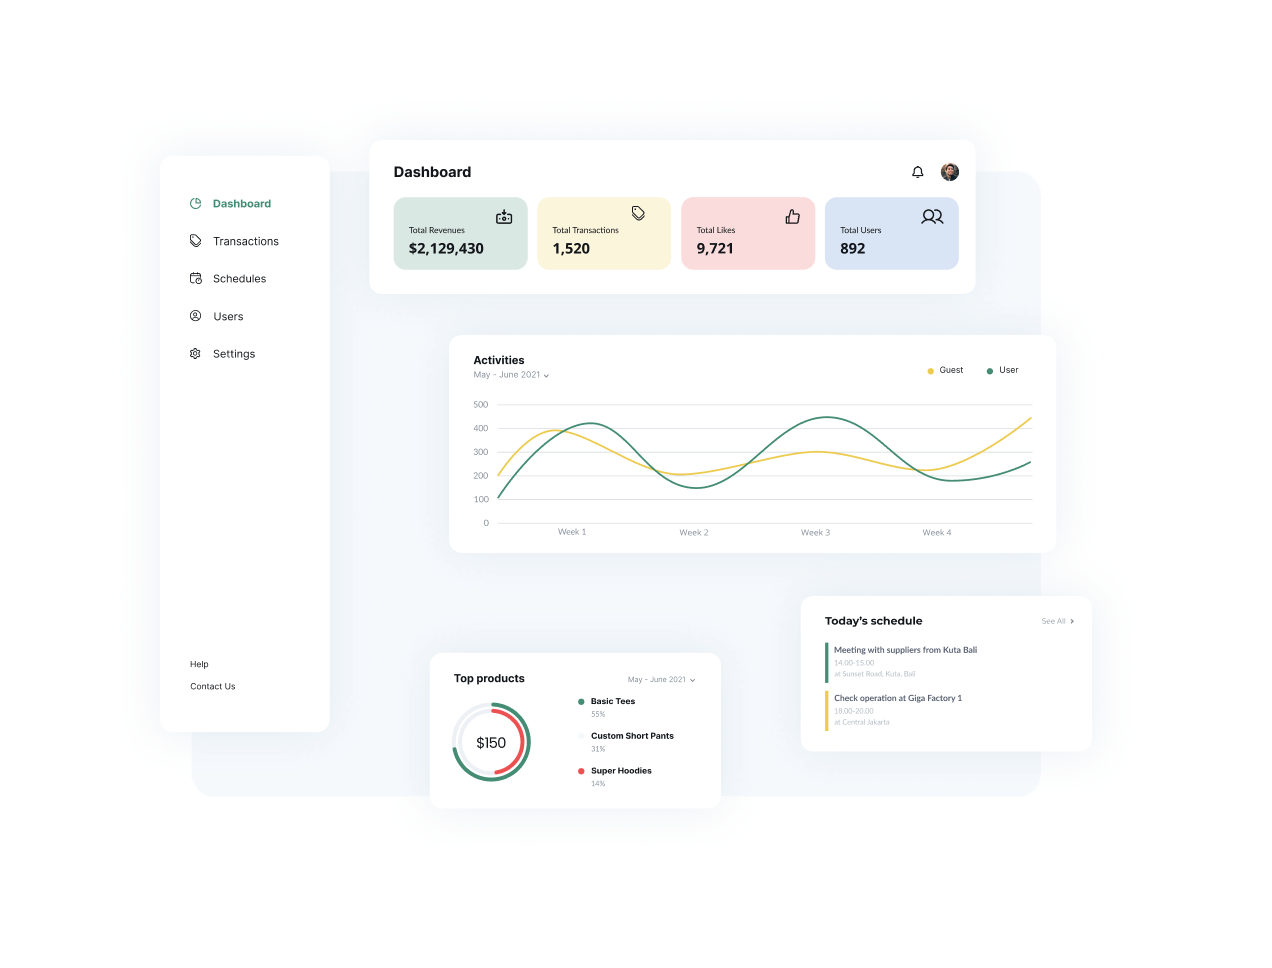 Dashboard
Transactions
Schedules
Users
Settings
Help
Contact Us
Dashboard
Total Revenues
$2,129,430
Total Transactions
1,520
Total Likes
9,721
Total Users
892
Activities
May - June 2021
Guest
User
500
400
300
200
100
0
Week 1
Week 2
Week 3
Week 4
Top products
May - June 2021
$150
Basic Tees
55%
Custom Short Pants
31%
Super Hoodies
14%
Today's schedule
See All
Meeting with suppliers from Kuta Bali
14.00-15.00
at Sunset Road, Kuta, Bali
Check operation at Giga Factory 1
18.00-20.00
at Central Jakarta